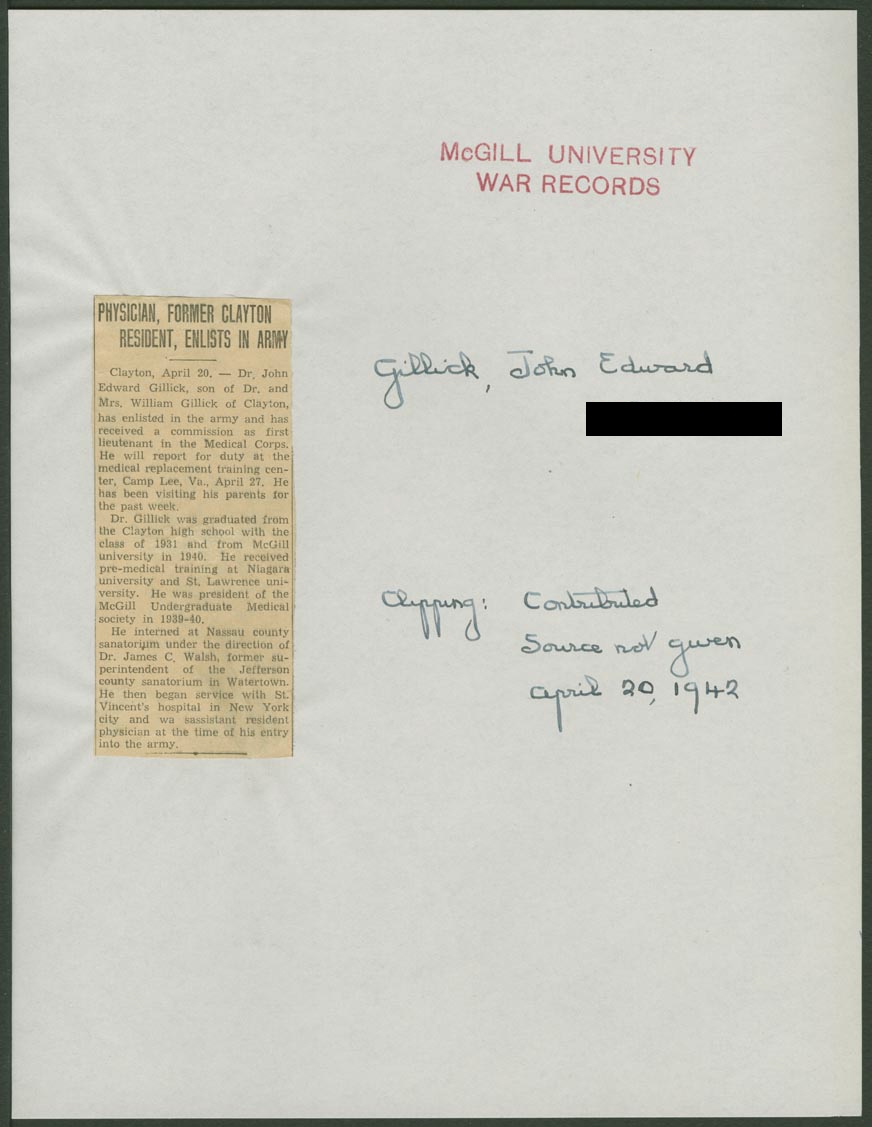 McGILL UNIVERSITY
WAR RECORDS
PHYSICIAN, FORMER CLAYTON
RESIDENT, ENLISTS IN ARMY
Clayton, April 20. — Dr. John
Edward Gillick, son of Dr. and
Mrs. William Gillick of Clayton,
has enlisted in the army and has
received a commission as first
lieutenant in the Medical Corps.
He will report for duty at the
medical replacement training cen-
ter, Camp Lee, Va., April 27. He
has been visiting his parents for
the past week.
Dr. Gillick was graduated from
the Clayton high school with the
class of 1931 and from McGill
university in 1940. He received
pre-medical training at Niagara
university and St. Lawrence uni-
versity. He was president of the
McGill Undergraduate Medical
society in 1939-40.
He interned at Nassau county
sanatorium under the direction of
Dr. James C. Walsh, former su-
perintendent of the Jefferson
county sanatorium in Watertown.
He then began service with St.
Vincent's hospital in New York
city and wa sassistant resident
physician at the time of his entry
into the army.
Gillick, John Edward
Clipping: Contributed
Source not given
April 20, 1942